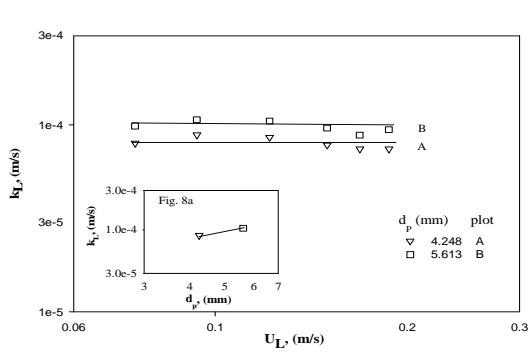 3e-4
1e-4
3e-5
1e-5
k_L, (m/s)
B
A
Fig. 8a
3.0e-4
1.0e-4
3.0e-5
k_L, (m/s)
3 4 5 6 7
d_p, (mm)
d_p (mm) plot
4.248 A
5.613 B
0.06 0.1 0.2 0.3
U_L, (m/s)